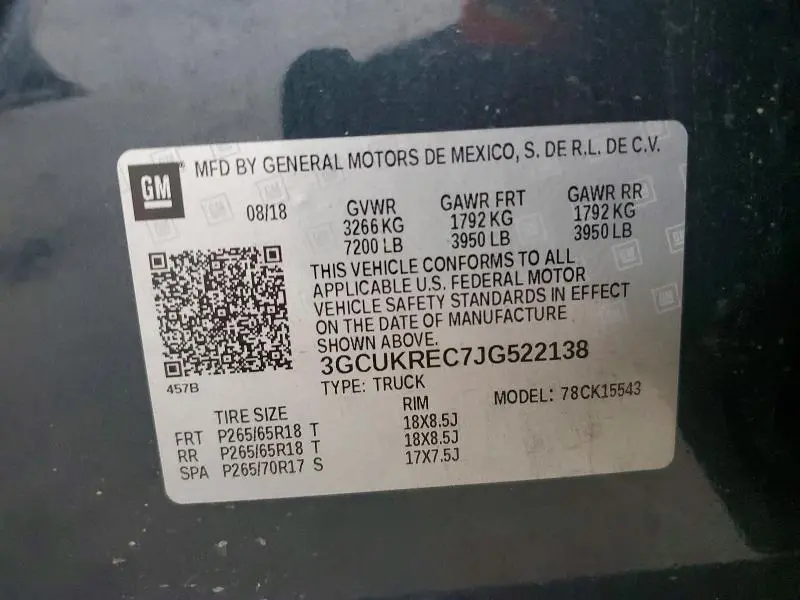 GM MFD BY GENERAL MOTORS DE MEXICO, S. DE R.L. DE C.V.
08/18 GVWR GAWR FRT GAWR RR
3266 KG 1792 KG 1792 KG
7200 LB 3950 LB 3950 LB
THIS VEHICLE CONFORMS TO ALL
APPLICABLE U.S. FEDERAL MOTOR
VEHICLE SAFETY STANDARDS IN EFFECT
ON THE DATE OF MANUFACTURE
SHOWN ABOVE.
3GCUKREC7JG522138
457B TYPE: TRUCK MODEL: 78CK15543
TIRE SIZE RIM
FRT P265/65R18 T 18X8.5J
RR P265/65R18 T 18X8.5J
SPA P265/70R17 S 17X7.5J